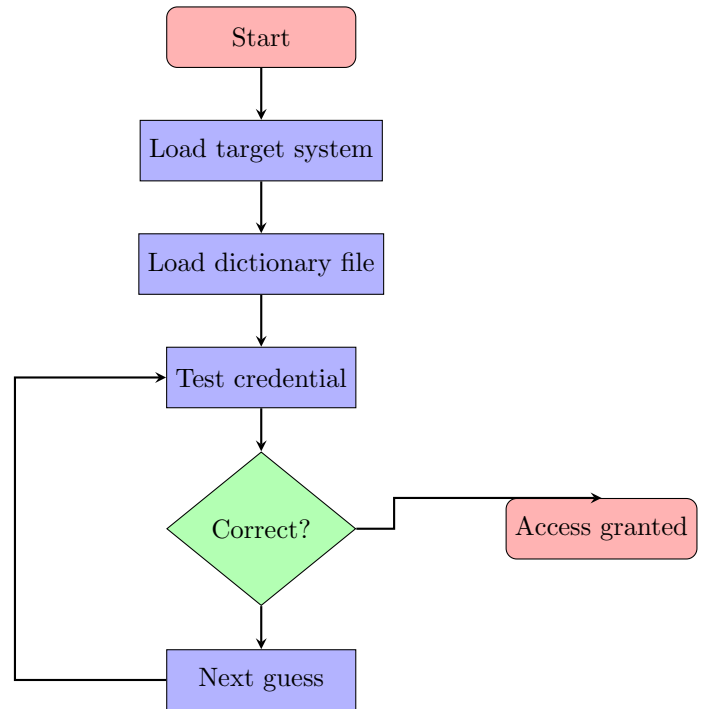 Start
Load target system
Load dictionary file
Test credential
Correct?
Access granted
Next guess